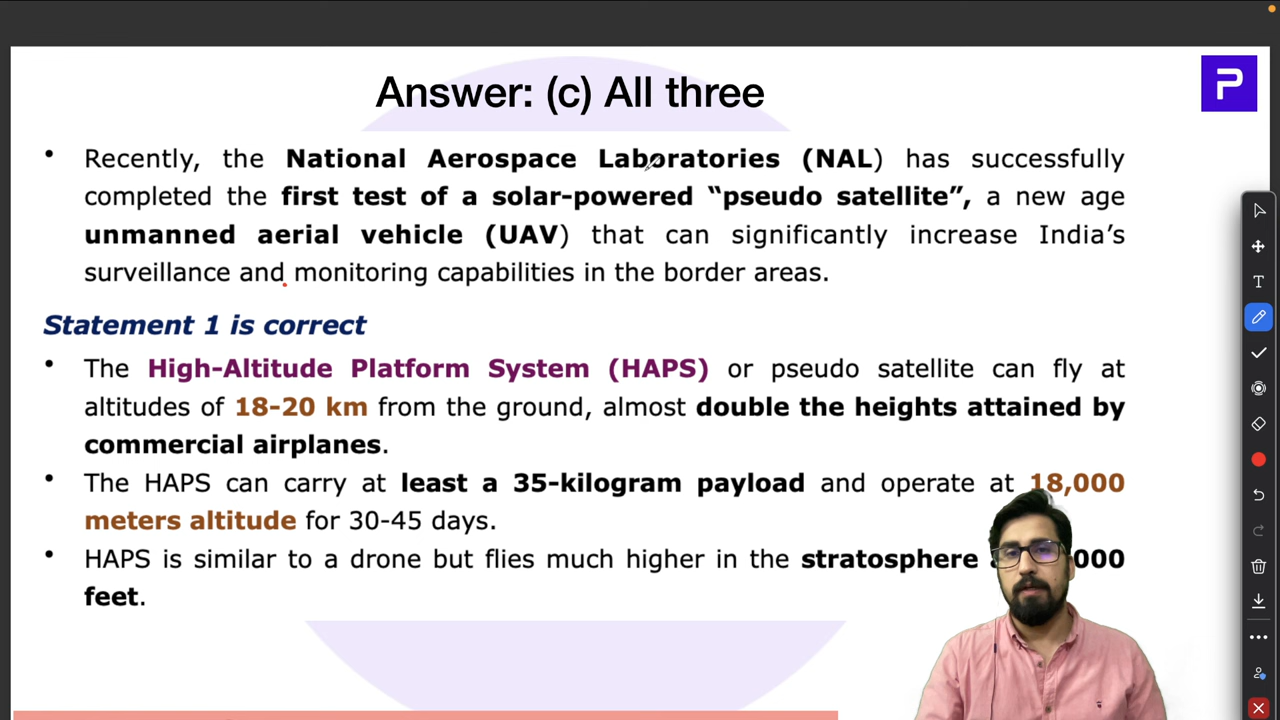 Answer: (c) All three
P
• Recently, the National Aerospace Laboratories (NAL) has successfully
completed the first test of a solar-powered “pseudo satellite”, a new age
unmanned aerial vehicle (UAV) that can significantly increase India’s
surveillance and monitoring capabilities in the border areas.
Statement 1 is correct
• The High-Altitude Platform System (HAPS) or pseudo satellite can fly at
altitudes of 18-20 km from the ground, almost double the heights attained by
commercial airplanes.
• The HAPS can carry at least a 35-kilogram payload and operate at 18,000
meters altitude for 30-45 days.
• HAPS is similar to a drone but flies much higher in the stratosphere 000
feet.
T